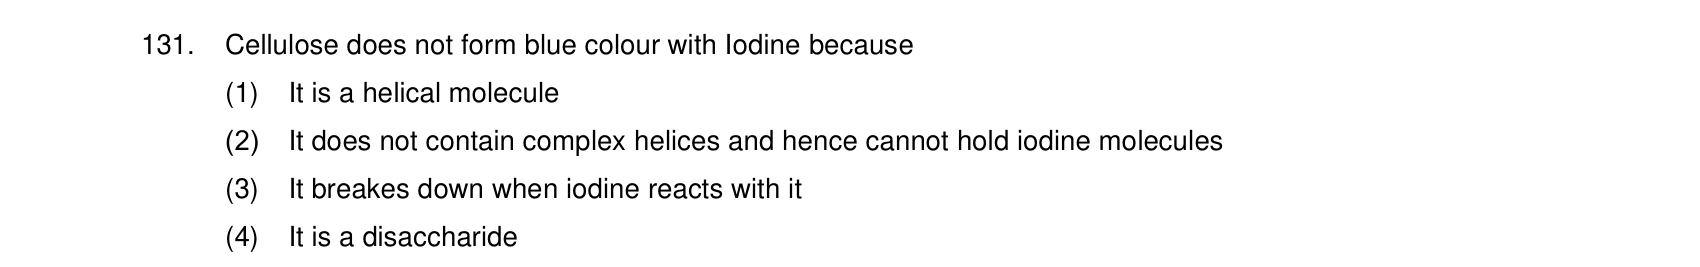 131. Cellulose does not form blue colour with Iodine because
(1) It is a helical molecule
(2) It does not contain complex helices and hence cannot hold iodine molecules
(3) It breakes down when iodine reacts with it
(4) It is a disaccharide